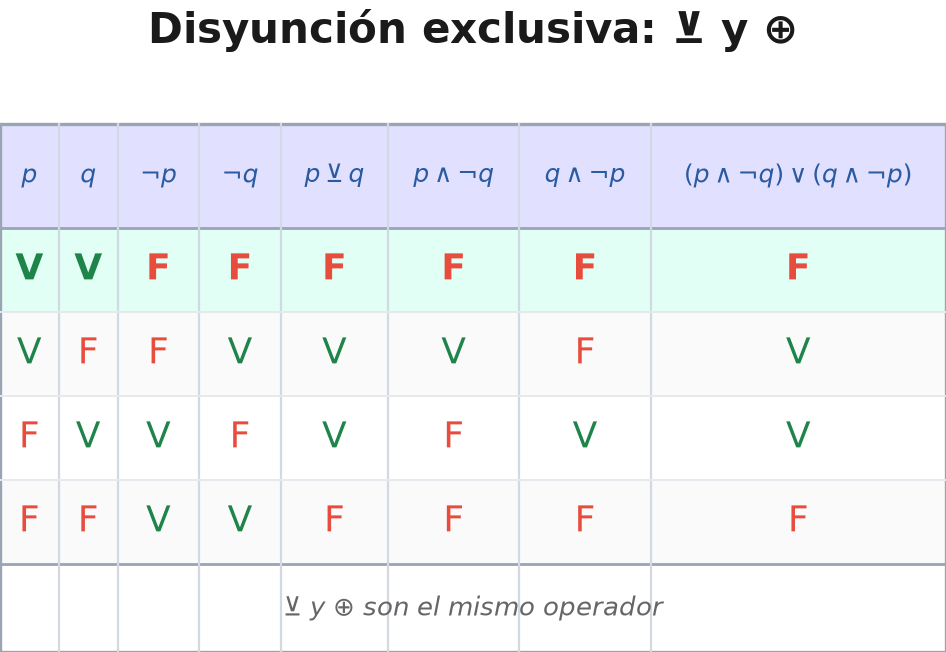 Disyunción exclusiva: ⊻ y ⊕
p q ¬p ¬q p ⊻ q p ∧ ¬q q ∧ ¬p (p ∧ ¬q) ∨ (q ∧ ¬p)
V V F F F F F F
V F F V V V F V
F V V F V F V V
F F V V F F F F
⊻ y ⊕ son el mismo operador